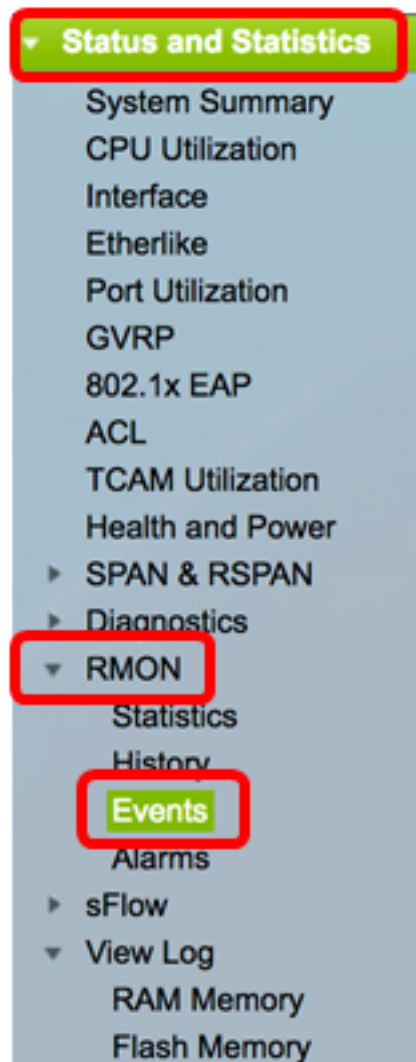 Status and Statistics
System Summary
CPU Utilization
Interface
Etherlike
Port Utilization
GVRP
802.1x EAP
ACL
TCAM Utilization
Health and Power
SPAN & RSPAN
Diagnostics
RMON
Statistics
History
Events
Alarms
sFlow
View Log
RAM Memory
Flash Memory